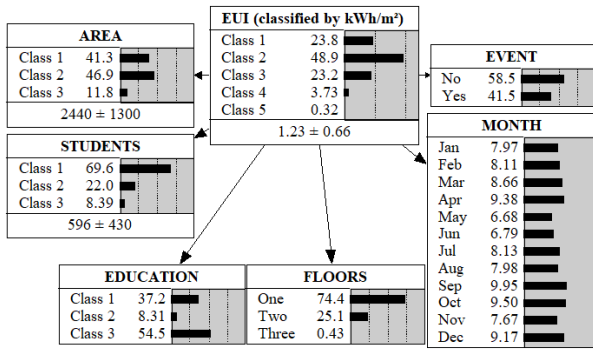 AREA
Class 1 41.3
Class 2 46.9
Class 3 11.8
2440 ± 1300
EUI (classified by kWh/m²)
Class 1 23.8
Class 2 48.9
Class 3 23.2
Class 4 3.73
Class 5 0.32
1.23 ± 0.66
EVENT
No 58.5
Yes 41.5
STUDENTS
Class 1 69.6
Class 2 22.0
Class 3 8.39
596 ± 430
MONTH
Jan 7.97
Feb 8.11
Mar 8.66
Apr 9.38
May 6.68
Jun 6.79
Jul 8.13
Aug 7.98
Sep 9.95
Oct 9.50
Nov 7.67
Dec 9.17
EDUCATION
Class 1 37.2
Class 2 8.31
Class 3 54.5
FLOORS
One 74.4
Two 25.1
Three 0.43